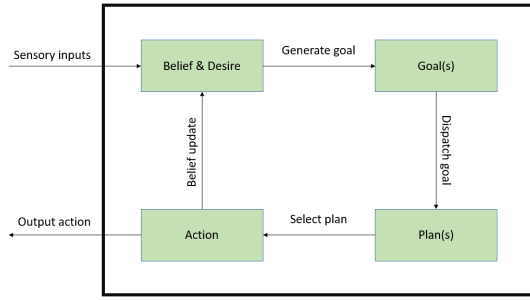 Sensory inputs
Belief & Desire
Generate goal
Goal(s)
Belief update
Dispatch goal
Output action
Action
Select plan
Plan(s)